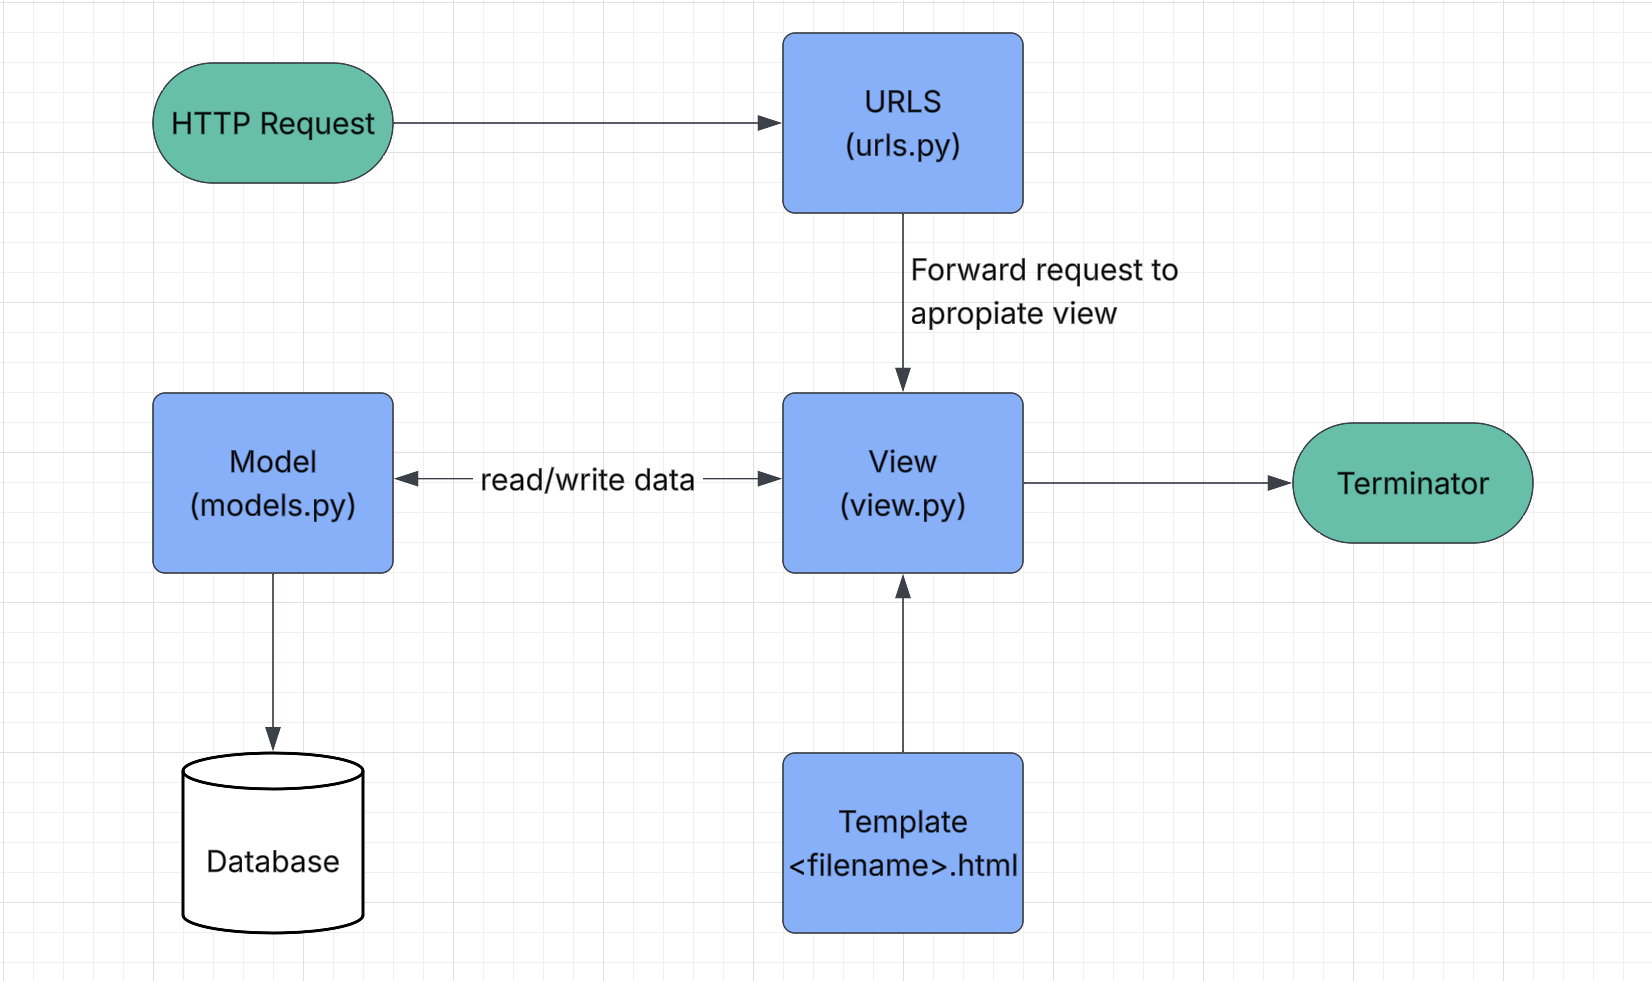 HTTP Request
URLS
(urls.py)
Forward request to
apropiate view
Model
(models.py)
read/write data
View
(view.py)
Terminator
Database
Template
<filename>.html